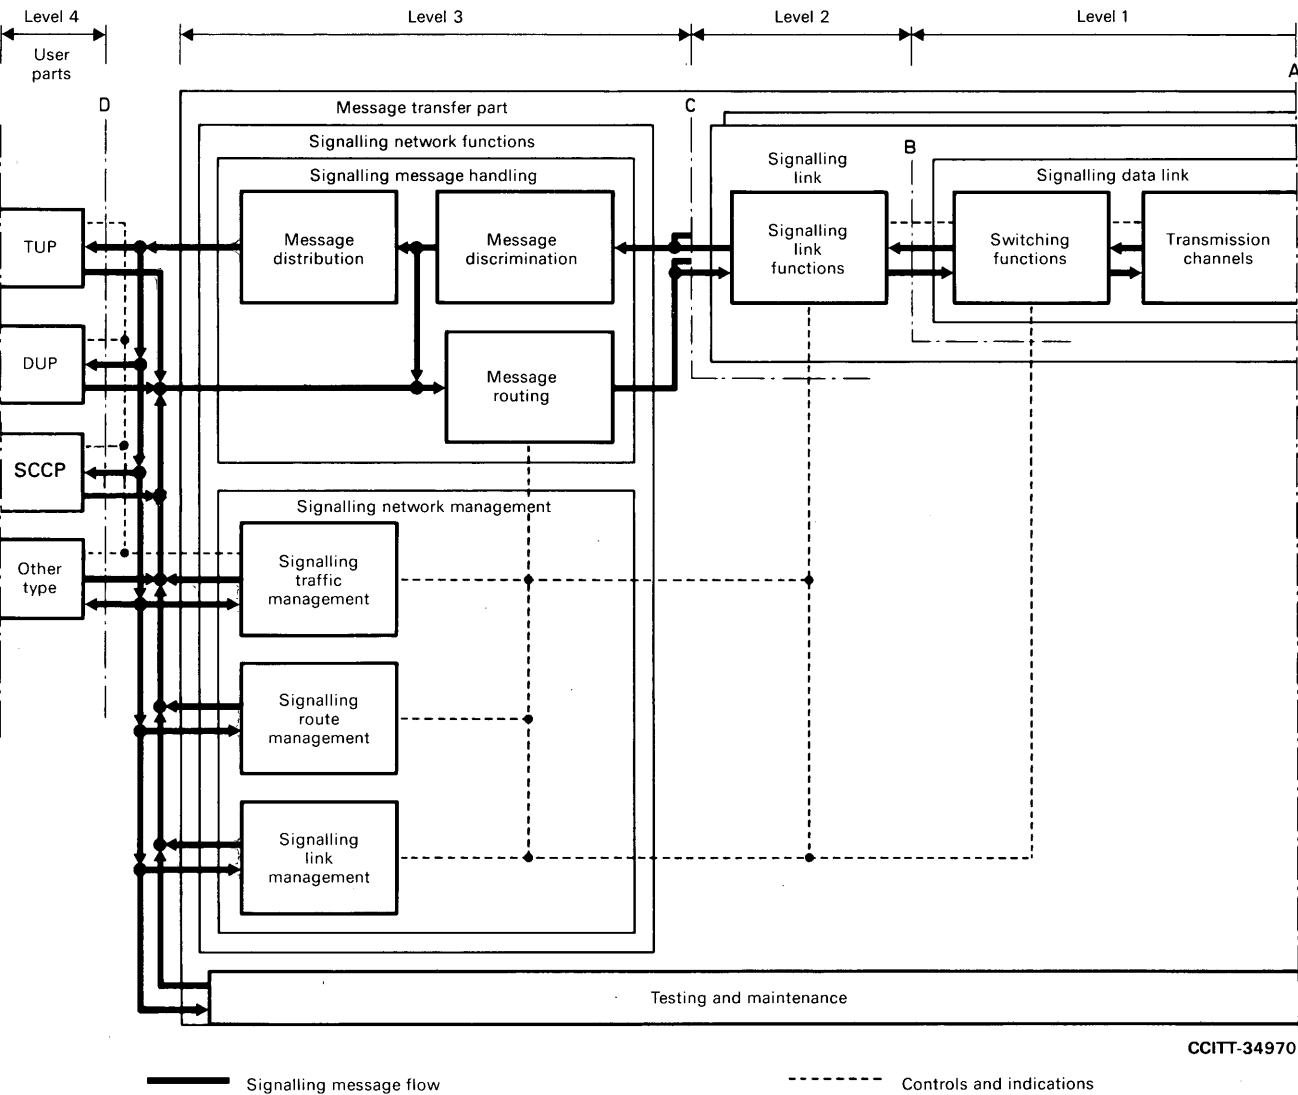 Level 4
Level 3
Level 2
Level 1
User
parts
A
D
Message transfer part
C
Signalling network functions
B
Signalling message handling
Signalling
link
Signalling data link
TUP
Message
distribution
Message
discrimination
Signalling
link
functions
Switching
functions
Transmission
channels
DUP
Message
routing
SCCP
Signalling network management
Other
type
Signalling
traffic
management
Signalling
route
management
Signalling
link
management
Testing and maintenance
CCITT-34970
Signalling message flow
Controls and indications